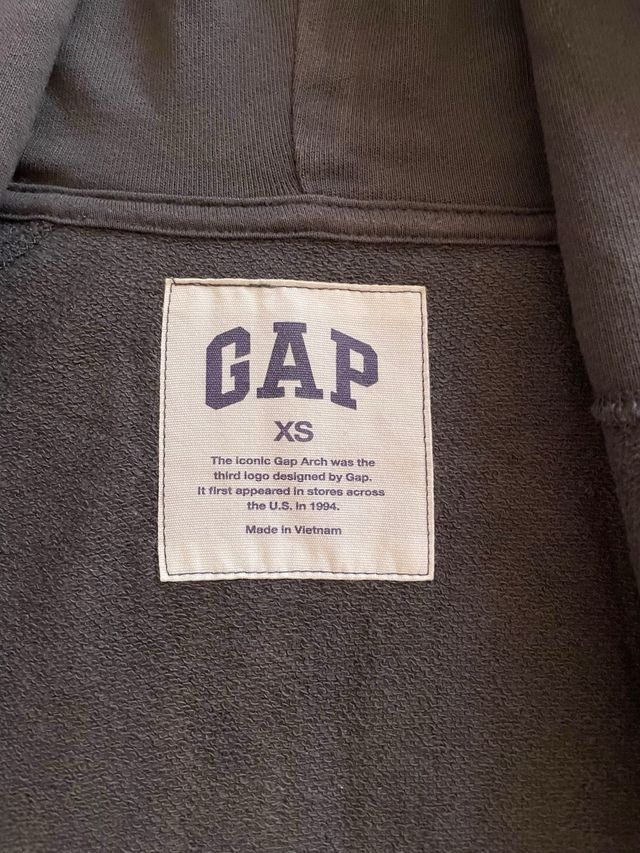 GAP
XS
The iconic Gap Arch was the
third logo designed by Gap.
It first appeared in stores across
the U.S. in 1994.
Made in Vietnam